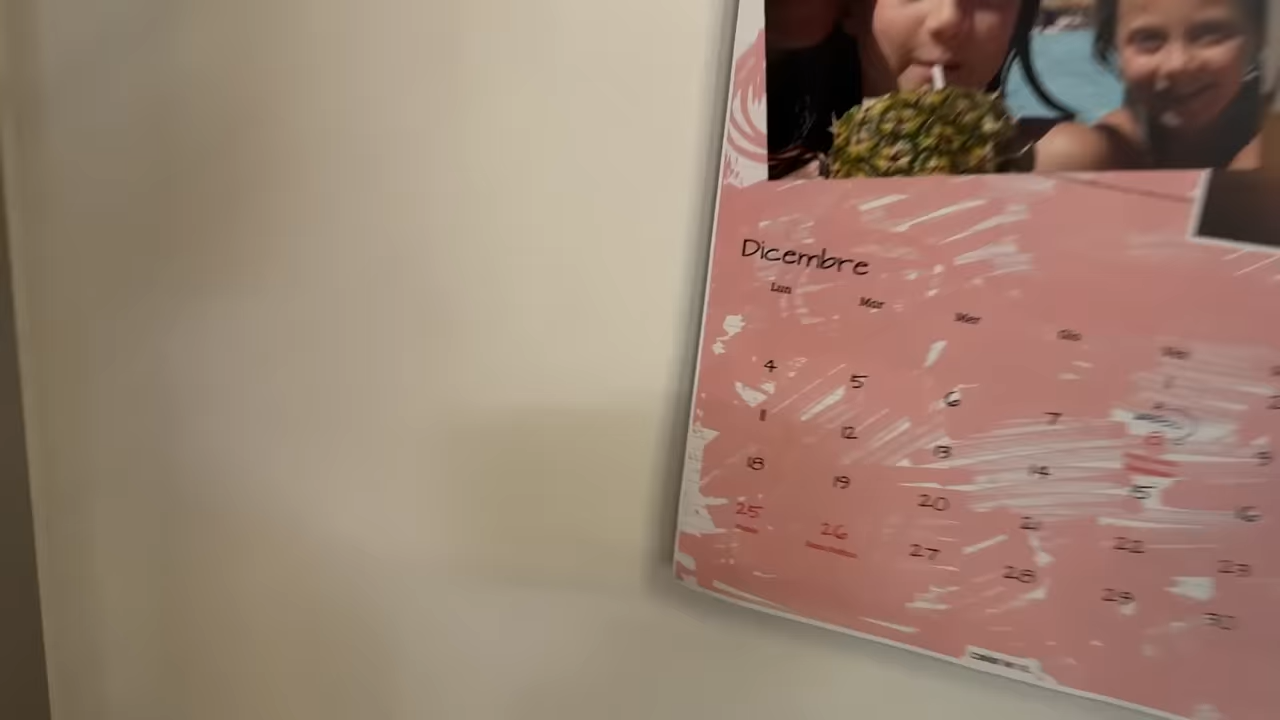 Dicembre
Lun Mar Mer Gio Ven
4 5 6 7
11 12 13 14 15 16
18 19 20 21 22 23
25 26 27 28 29 30